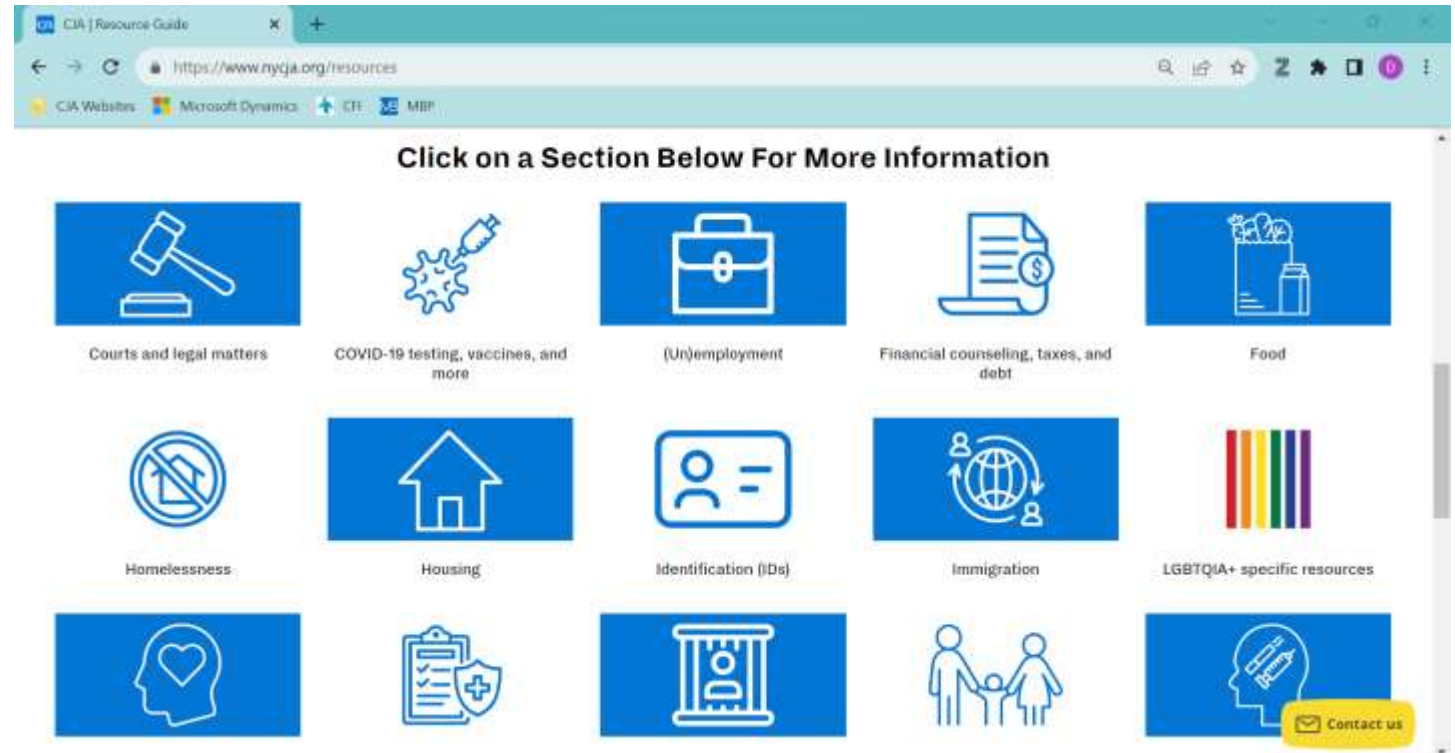 CJA | Resource Guide
https://www.nycja.org/resources
CJA Websites Microsoft Dynamics CFI MBP
Click on a Section Below For More Information
Courts and legal matters
COVID-19 testing, vaccines, and
more
(Un)employment
Financial counseling, taxes, and
debt
Food
Homelessness
Housing
Identification (IDs)
Immigration
LGBTQIA+ specific resources
Contact us